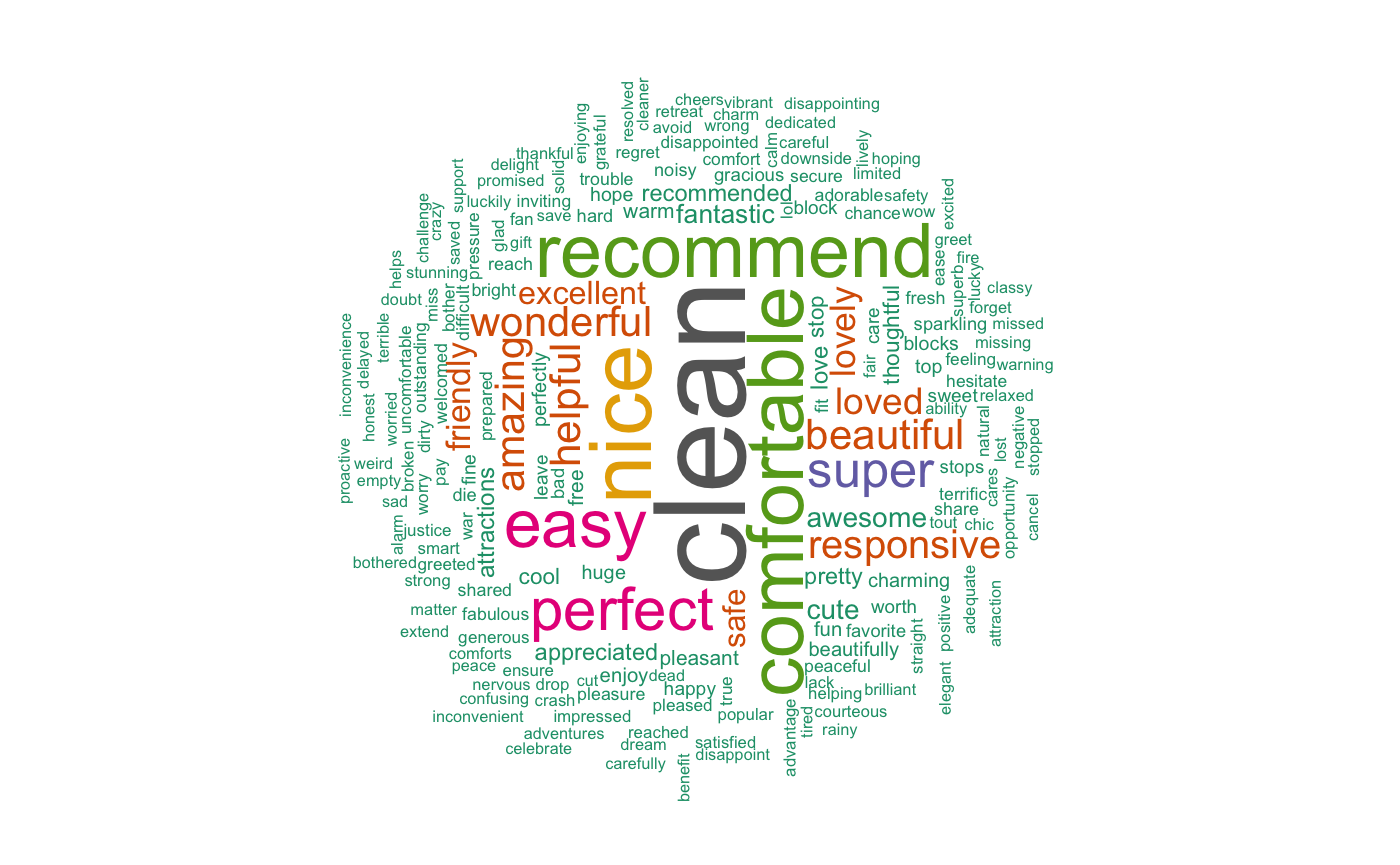 cheers
vibrant
disappointing
resolved
cleaner
retreat
charm
dedicated
enjoying
grateful
avoid
wrong
disappointed
calm
careful
lively
thankful
regret
comfort
downside
hoping
delight
solid
trouble
noisy
gracious
secure
limited
promised
support
luckily
inviting
hope
recommended
adorable
safety
excited
challenge
crazy
saved
pressure
glad
fan
save
hard
warm
fantastic
lol
block
chance
wow
gift
reach
recommend
greet
ease
superb
fire
lucky
helps
stunning
doubt
miss
bother
difficult
bright
excellent
wonderful
classy
forget
fresh
sparkling
missed
missing
blocks
thoughtful
care
fair
lovely
stop
love
fit
top
feeling
warning
hesitate
sweet
relaxed
ability
loved
beautiful
super
stops
natural
lost
negative
stopped
cares
terrific
share
opportunity
cancel
awesome
tout
chic
responsive
clean
comfortable
nice
helpful
amazing
friendly
perfectly
prepared
welcomed
outstanding
uncomfortable
terrible
delayed
inconvenience
honest
worried
dirty
broken
weird
proactive
empty
sad
worry
pay
fine
die
war
attractions
leave
bad
free
easy
alarm
justice
smart
bothered
greeted
strong
shared
cool
huge
perfect
safe
matter
fabulous
extend
generous
comforts
peace
ensure
appreciated
pleasant
nervous
drop
cut
enjoy
dead
confusing
crash
pleasure
happy
pleased
true
inconvenient
impressed
popular
adventures
reached
celebrate
dream
satisfied
disappoint
carefully
benefit
pretty
charming
cute
worth
fun
favorite
straight
positive
adequate
attraction
beautifully
peaceful
lack
helping
brilliant
elegant
advantage
tired
courteous
rainy